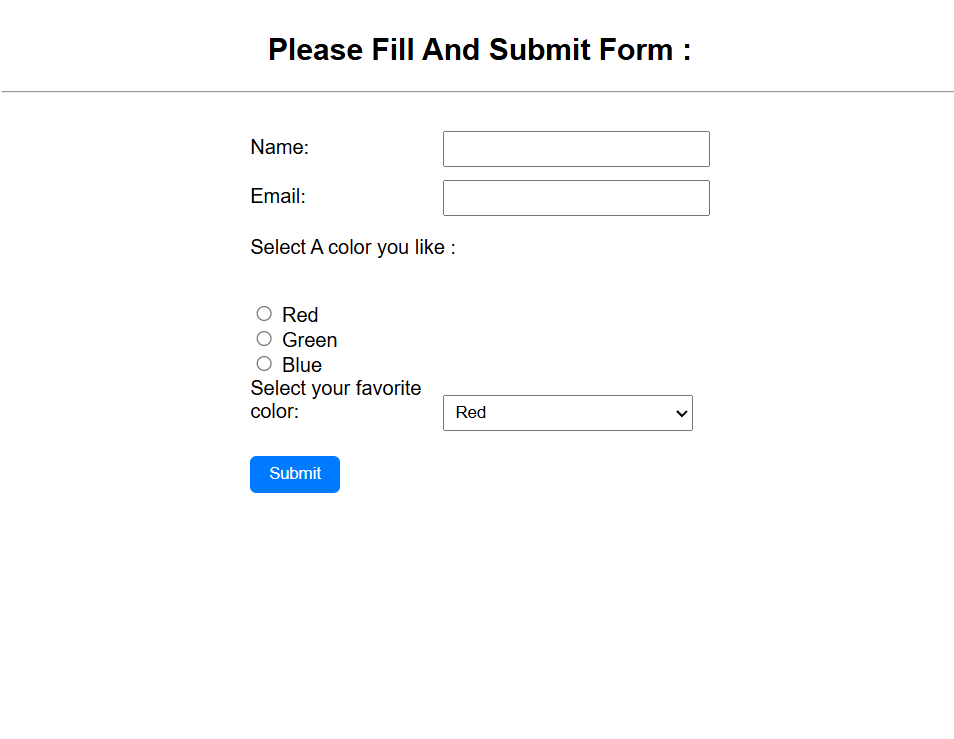 Please Fill And Submit Form :
Name:
Email:
Select A color you like :
Red
Green
Blue
Select your favorite
color:
Red
Submit